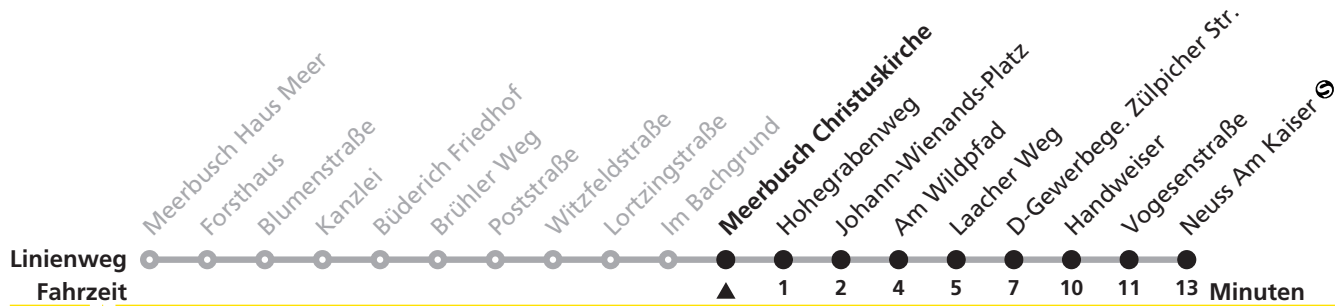 Meerbusch Haus Meer
Forsthaus
Blumenstraße
Kanzlei
Büderich Friedhof
Brühler Weg
Poststraße
Witzfeldstraße
Lortzingstraße
Im Bachgrund
Meerbusch Christuskirche
Hohegrabenweg
Johann-Wienands-Platz
Am Wildpfad
Laacher Weg
D-Gewerbege. Zülpicher Str.
Handweiser
Vogesenstraße
Neuss Am Kaiser S
Linienweg
Fahrzeit 1 2 4 5 7 10 11 13 Minuten